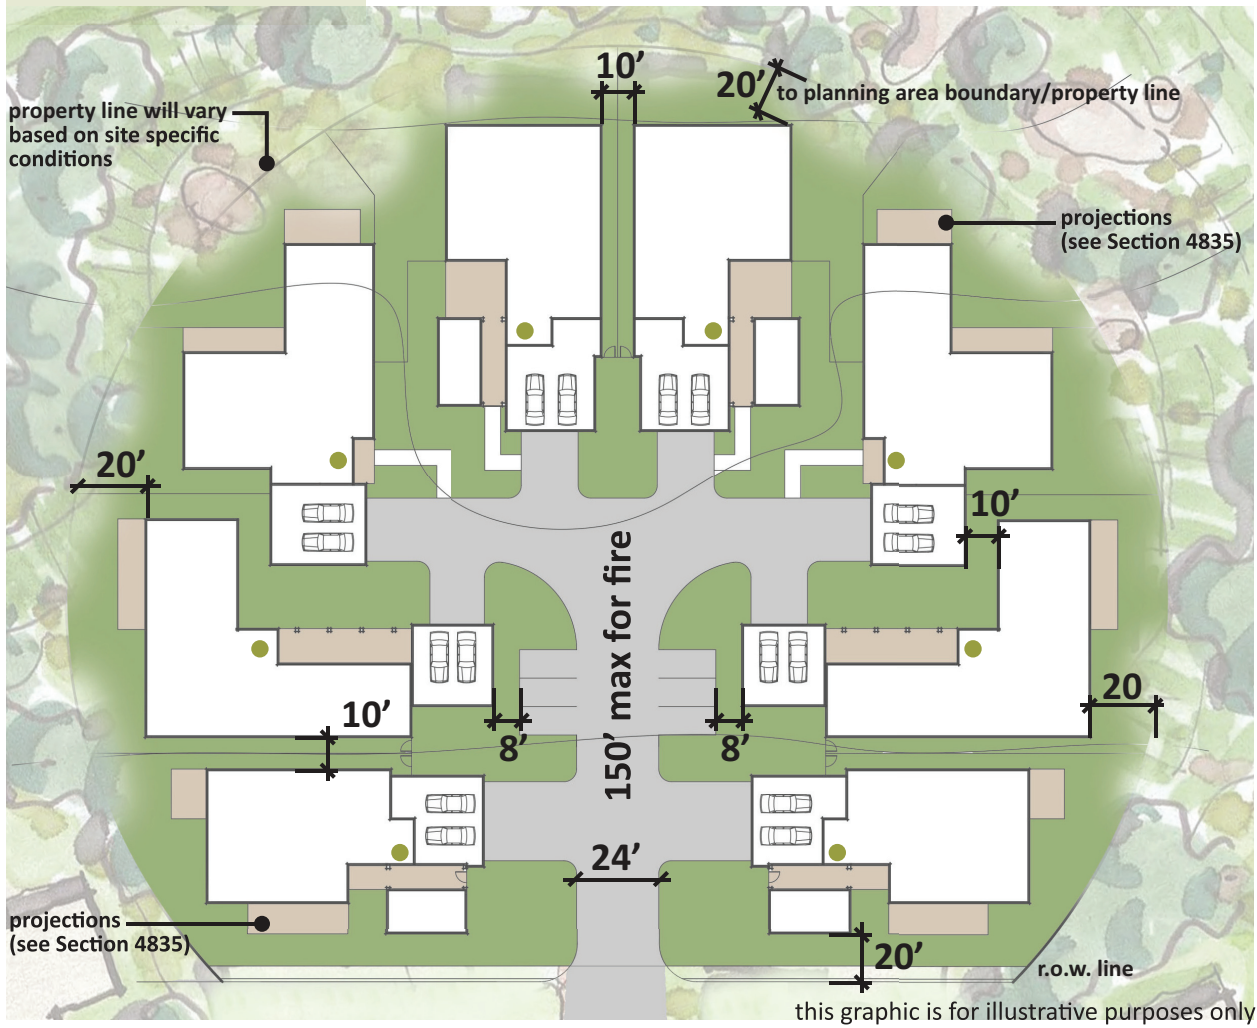 10’
20’
to planning area boundary/property line
property line will vary
based on site specific
conditions
projections
(see Section 4835)
20’
10’
150’ max for fire
20
10’
8’
8’
24’
projections
(see Section 4835)
20’
r.o.w. line
this graphic is for illustrative purposes only